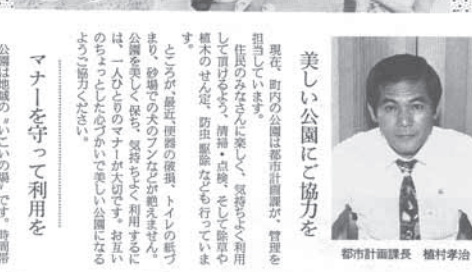 美しい公園にご協力を
現在、町内の公園は都市計画課が、管理を
担当しています。
住民のみなさんに楽しく、気持ちよく利用
して頂けるよう、清掃・点検、そして除草や
植木のせん定、防虫駆除なども行っていま
す。
ところが、最近、便器の破損、トイレの紙づ
まり、砂場での犬のフンなどが絶えません。
公園を美しく保ち、気持ちよく利用するに
は、一人ひとりのマナーが大切です。お互い
のちょっとした心づかいで美しい公園になる
ようご協力ください。
マナーを守って利用を
公園は地域の〝いこいの場〟です。時間帯
都市計画課長 植村孝治